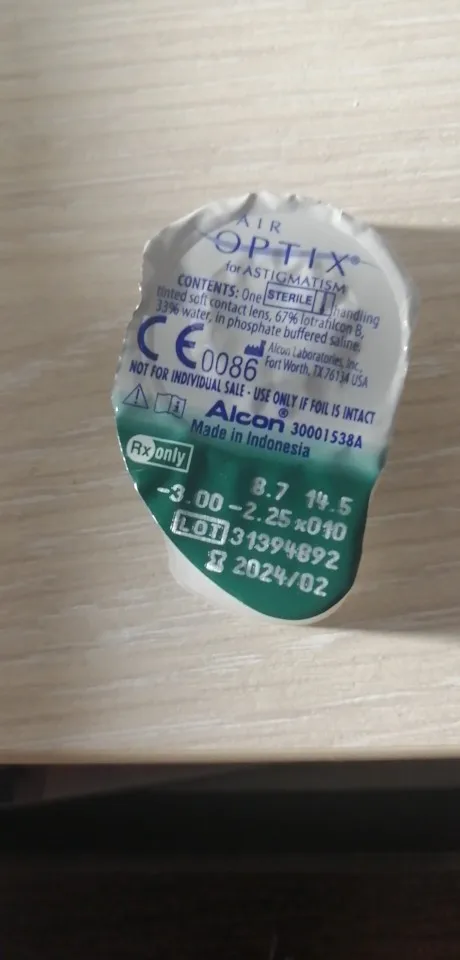 AIR
OPTIX®
for ASTIGMATISM
CONTENTS: One STERILE handling
tinted soft contact lens, 67% lotrafilcon B,
33% water, in phosphate buffered saline.
CE0086 Alcon Laboratories, Inc.,
Fort Worth, TX 76134 USA
NOT FOR INDIVIDUAL SALE - USE ONLY IF FOIL IS INTACT
Alcon® 30001538A
Made in Indonesia
Rx only
8.7 14.5
-3.00 -2.25 x010
LOT 31394892
2024/02